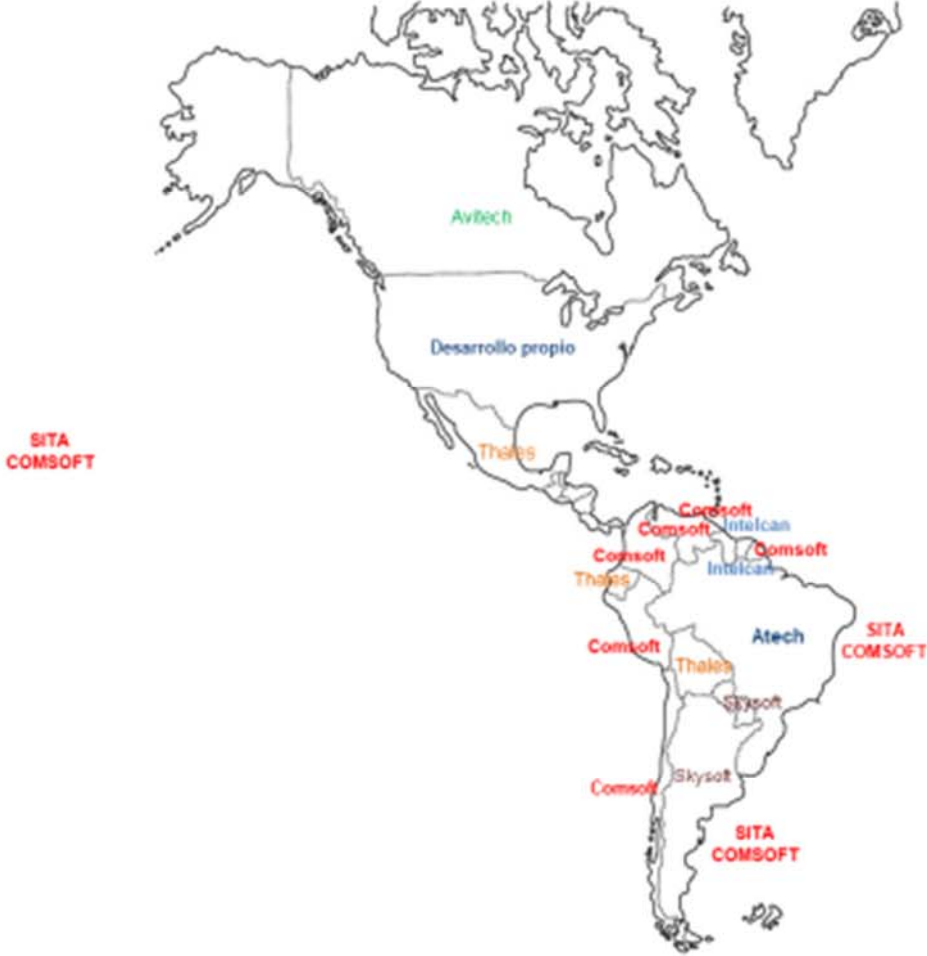 Avitech
Desarrollo propio
SITA
COMSOFT
Thales
Comsoft
Intelcan
Comsoft
Comsoft
Comsoft
Intelcan
Thales
SITA
COMSOFT
Atech
Comsoft
Thales
Skysoft
Skysoft
Comsoft
SITA
COMSOFT